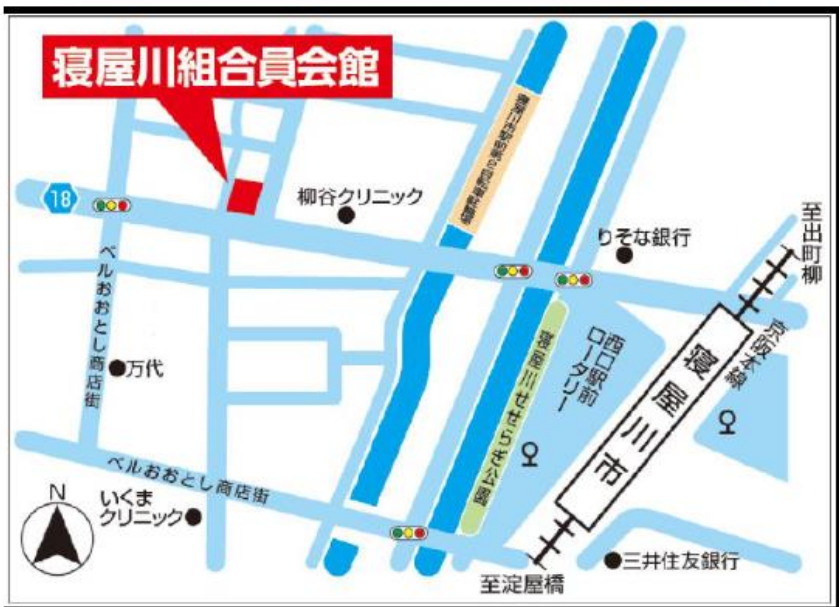 寝屋川組合員会館
18
柳谷クリニック
寝屋川市駅前第2自転車駐車場
りそな銀行
至出町柳
ベルおおとし商店街
万代
西口駅前
ロータリー
寝屋川せせらぎ公園
寝屋川市
京阪本線
ベルおおとし商店街
N
いくま
クリニック
三井住友銀行
至淀屋橋